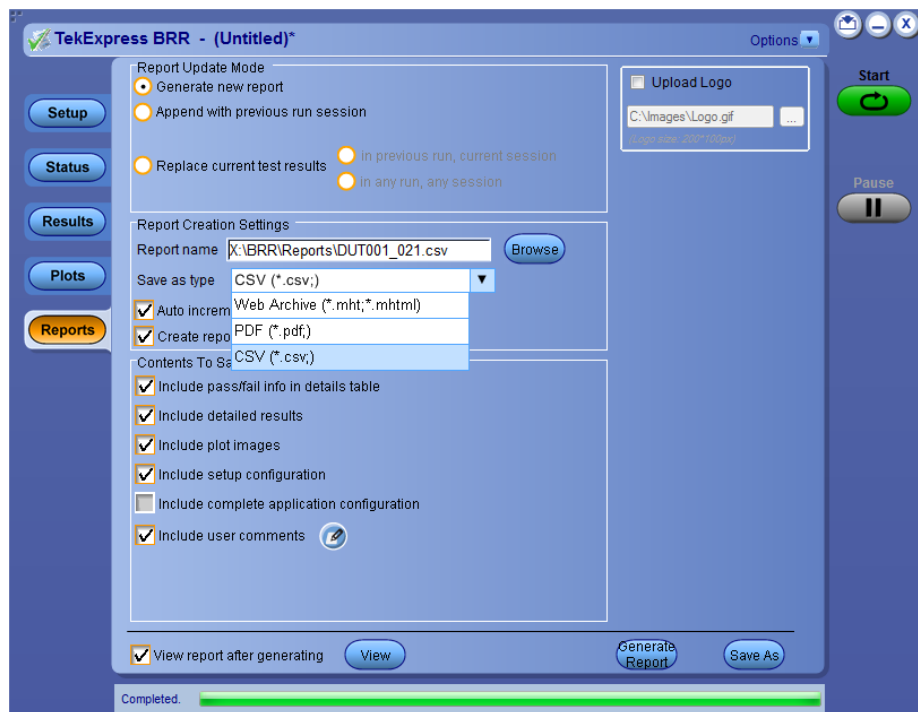 TekExpress BRR - (Untitled)*
Options
Start
Pause
Setup
Status
Results
Plots
Reports
Report Update Mode
Generate new report
Append with previous run session
Replace current test results
In previous run, current session
In any run, any session
Upload Logo
C:\Images\Logo.gif
...
(Logo size: 200*100px)
Report Creation Settings
Report name X:\BRR\Reports\DUT001_021.csv Browse
Save as type CSV (*.csv;)
Web Archive (*.mht;*.mhtml)
PDF (*.pdf;)
CSV (*.csv;)
Auto increm
Create repo
Contents To Sa
Include pass/fail info in details table
Include detailed results
Include plot images
Include setup configuration
Include complete application configuration
Include user comments
View report after generating View Generate Report Save As
Completed.